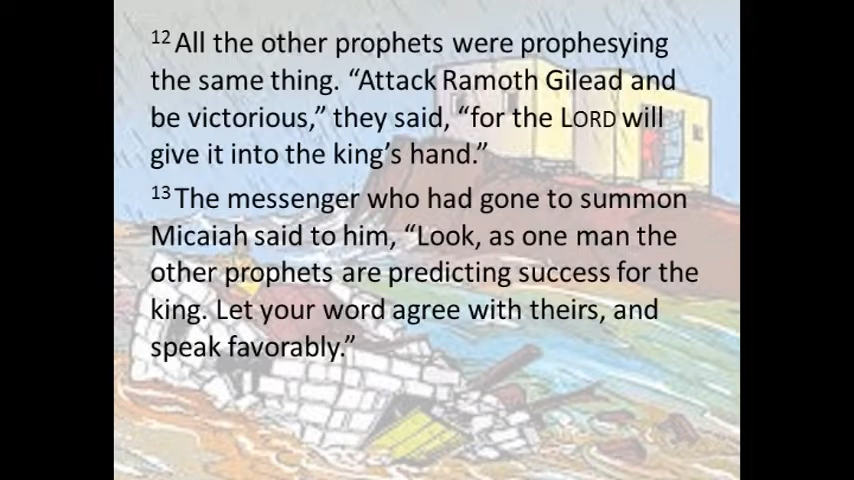 12 All the other prophets were prophesying
the same thing. “Attack Ramoth Gilead and
be victorious,” they said, “for the LORD will
give it into the king’s hand.”
13 The messenger who had gone to summon
Micaiah said to him, “Look, as one man the
other prophets are predicting success for the
king. Let your word agree with theirs, and
speak favorably.”